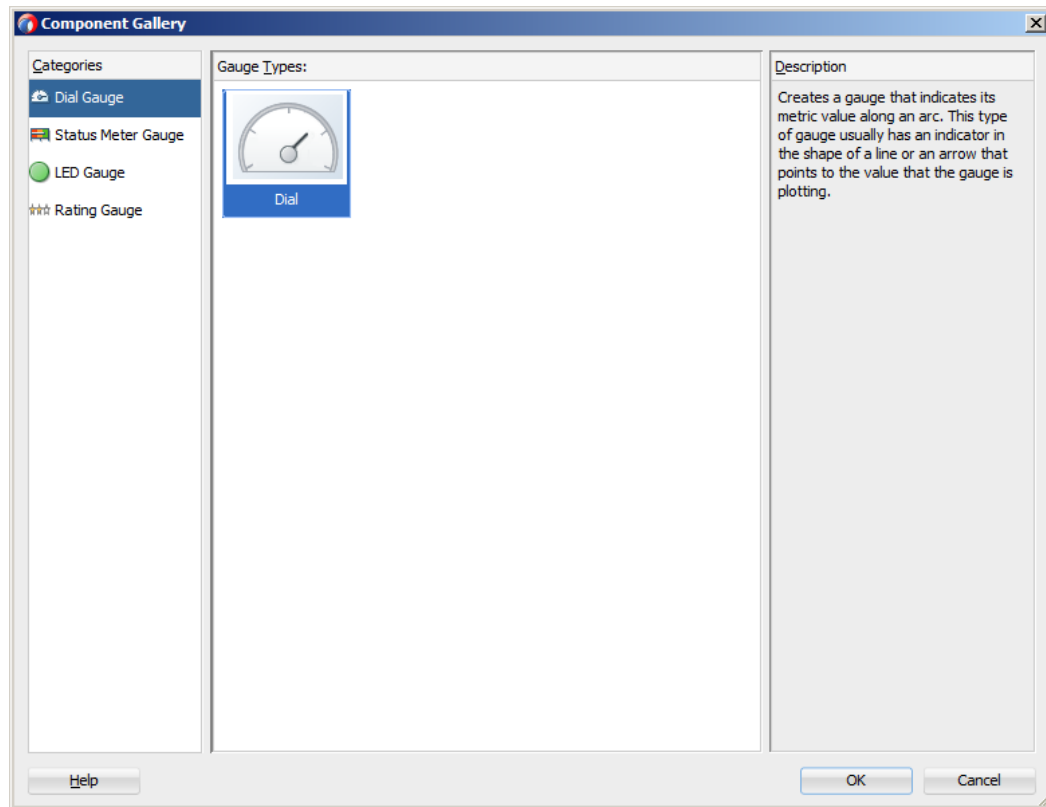 Component Gallery
Categories
Dial Gauge
Status Meter Gauge
LED Gauge
Rating Gauge
Gauge Types:
Dial
Description
Creates a gauge that indicates its
metric value along an arc. This type
of gauge usually has an indicator in
the shape of a line or an arrow that
points to the value that the gauge is
plotting.
Help
OK
Cancel